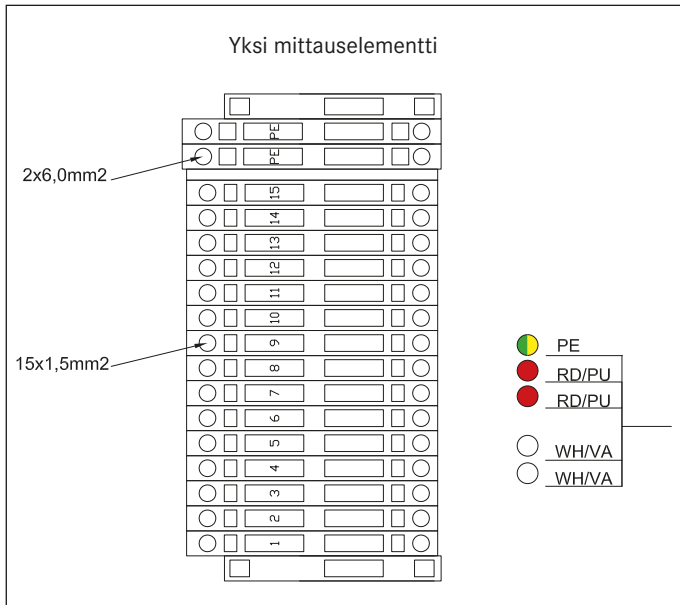 Yksi mittauselementti
PE
PE
2x6,0mm2
15
14
13
12
11
10
9
15x1,5mm2
8
7
6
5
4
3
2
1
PE
RD/PU
RD/PU
WH/VA
WH/VA